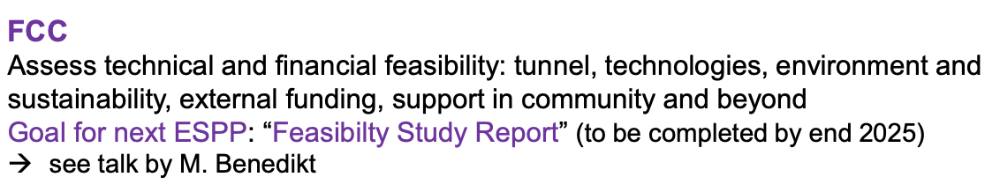 FCC
Assess technical and financial feasibility: tunnel, technologies, environment and
sustainability, external funding, support in community and beyond
Goal for next ESPP: “Feasibilty Study Report” (to be completed by end 2025)
→ see talk by M. Benedikt